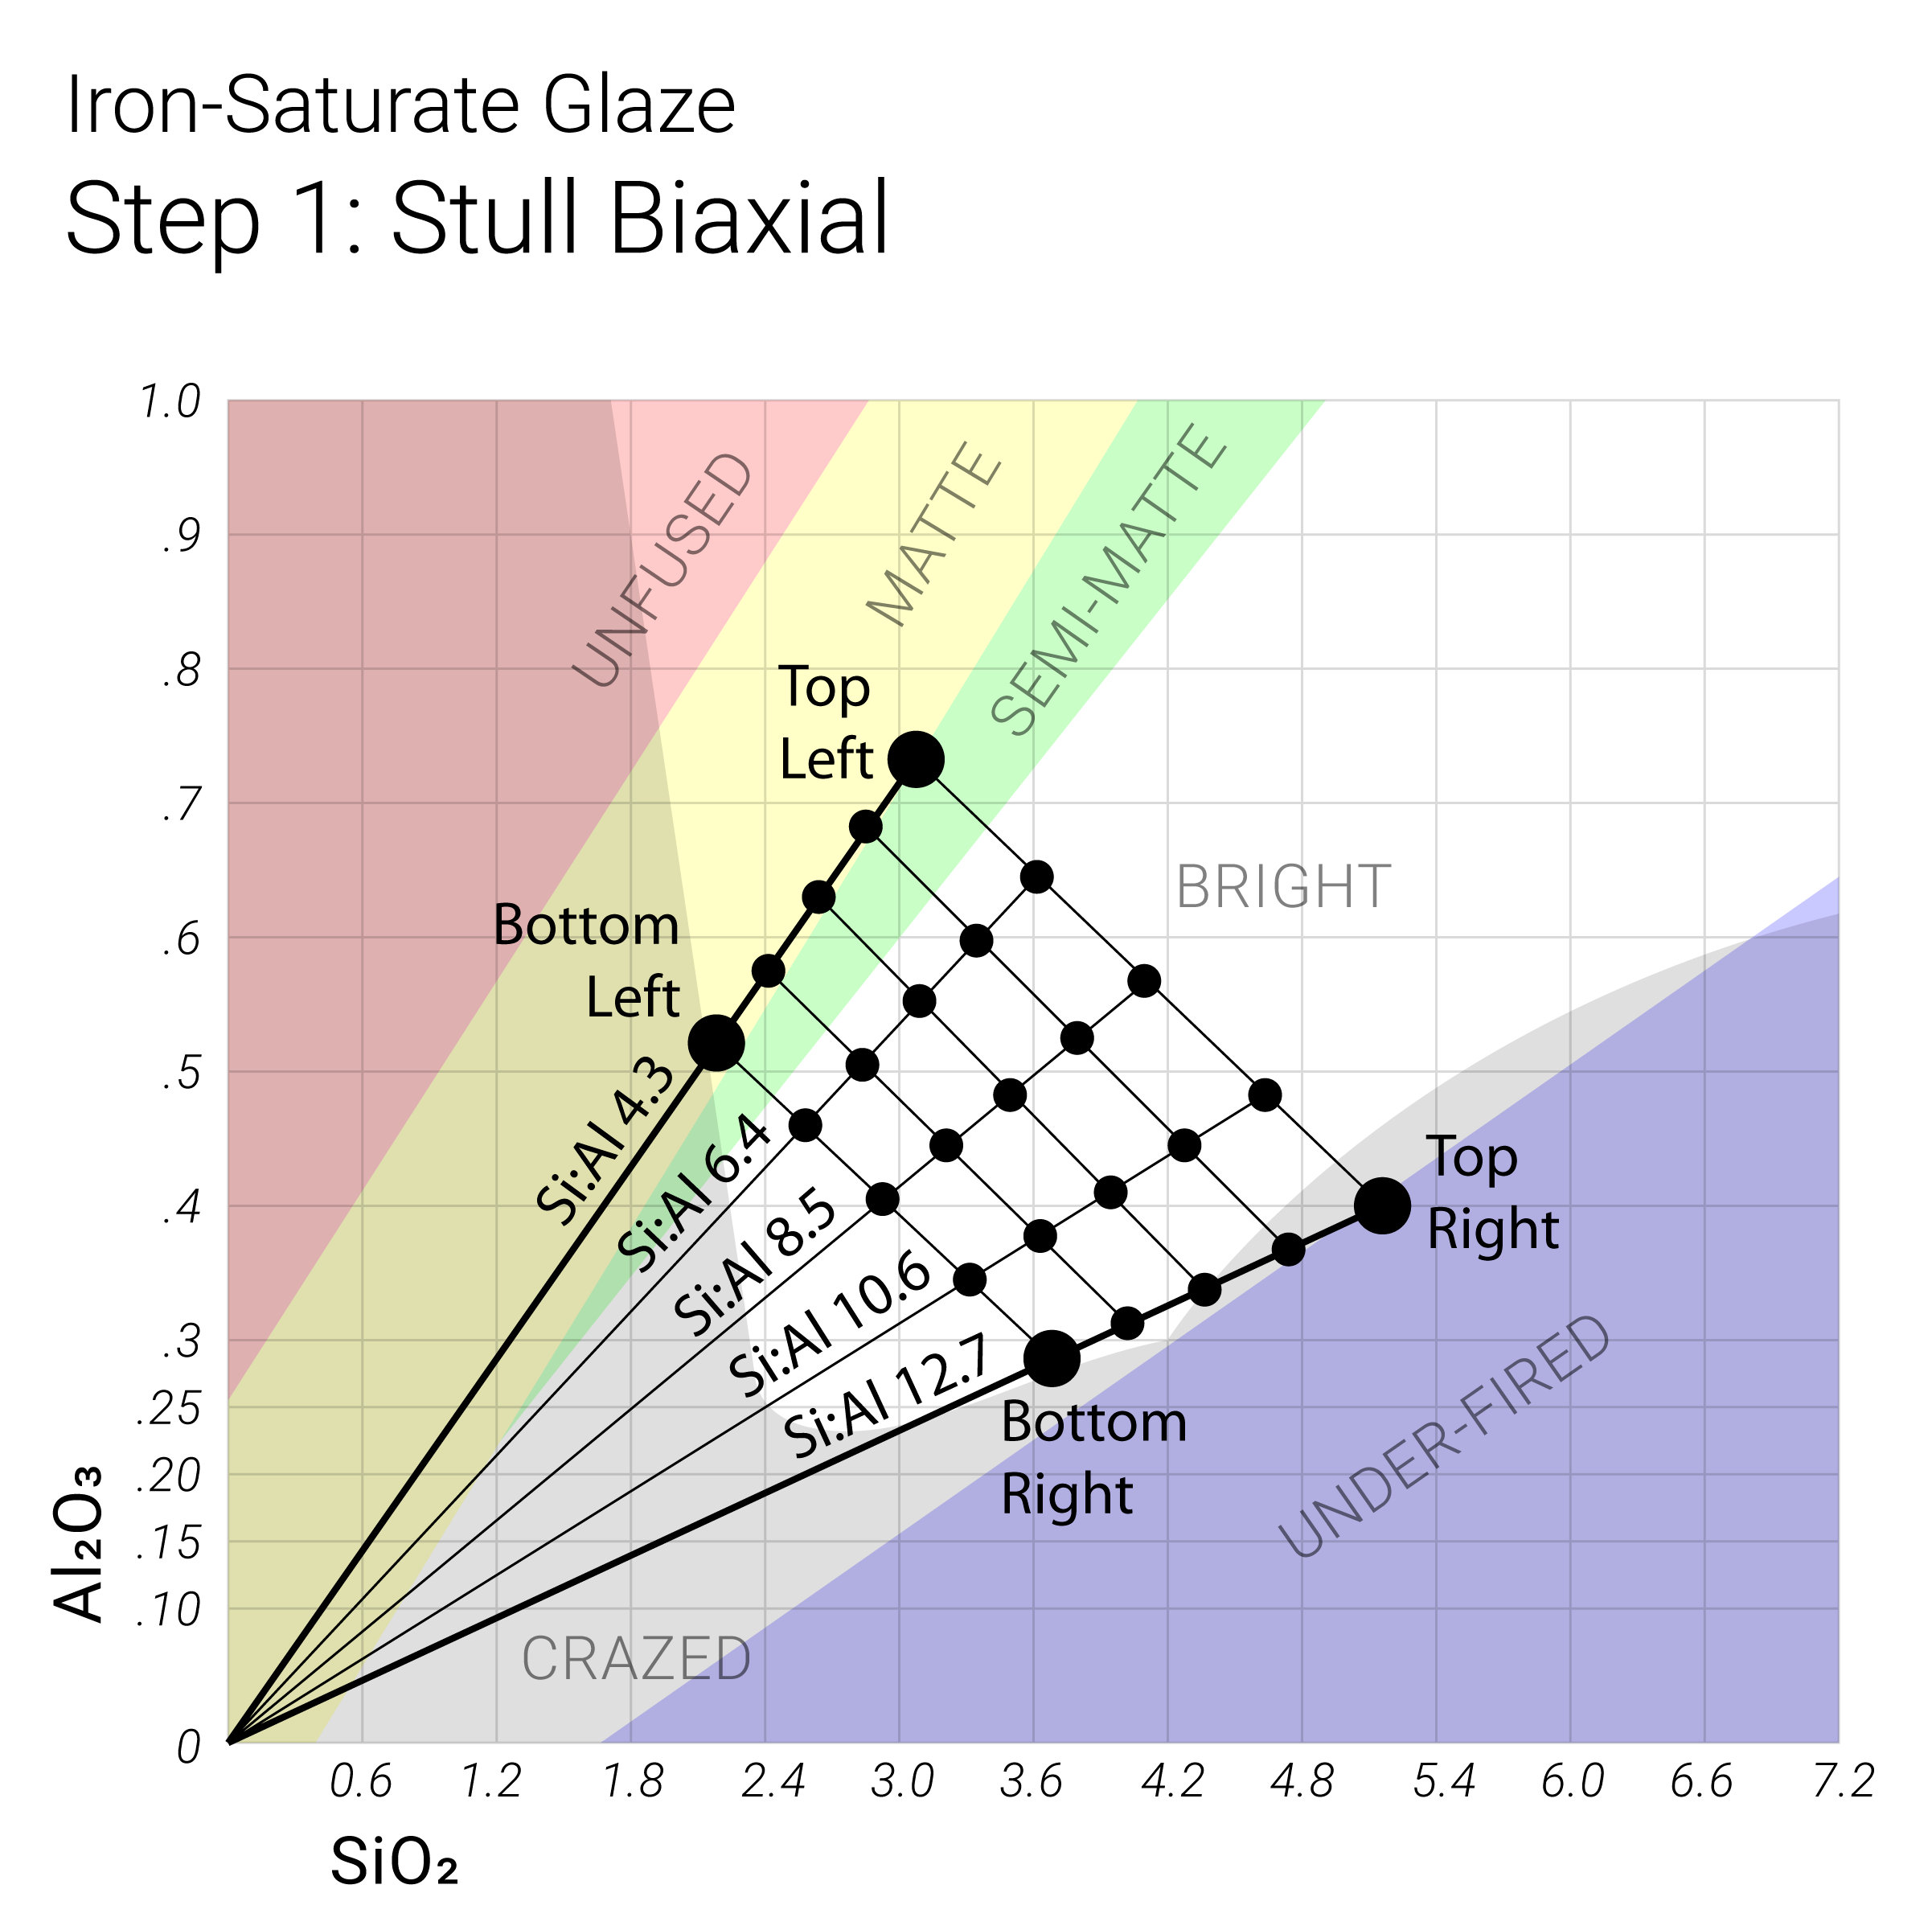 Iron-Saturate Glaze
Step 1: Stull Biaxial
1.0
.9
.8
.7
.6
.5
.4
.3
.25
.20
.15
.10
0
Al₂O₃
UNFUSED
MATTE
SEMI-MATTE
BRIGHT
Top
Left
Bottom
Left
Si:Al 4.3
Si:Al 6.4
Si:Al 8.5
Si:Al 10.6
Si:Al 12.7
Top
Right
Bottom
Right
UNDER-FIRED
CRAZED
0.6
1.2
1.8
2.4
3.0
3.6
4.2
4.8
5.4
6.0
6.6
7.2
SiO₂